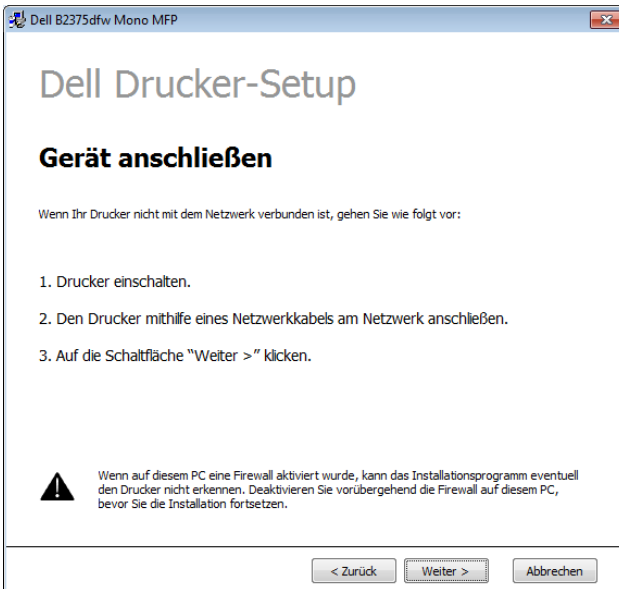 Dell B2375dfw Mono MFP
Dell Drucker-Setup
Gerät anschließen
Wenn Ihr Drucker nicht mit dem Netzwerk verbunden ist, gehen Sie wie folgt vor:
1. Drucker einschalten.
2. Den Drucker mithilfe eines Netzwerkkabels am Netzwerk anschließen.
3. Auf die Schaltfläche “Weiter >” klicken.
Wenn auf diesem PC eine Firewall aktiviert wurde, kann das Installationsprogramm eventuell
den Drucker nicht erkennen. Deaktivieren Sie vorübergehend die Firewall auf diesem PC,
bevor Sie die Installation fortsetzen.
< Zurück Weiter > Abbrechen